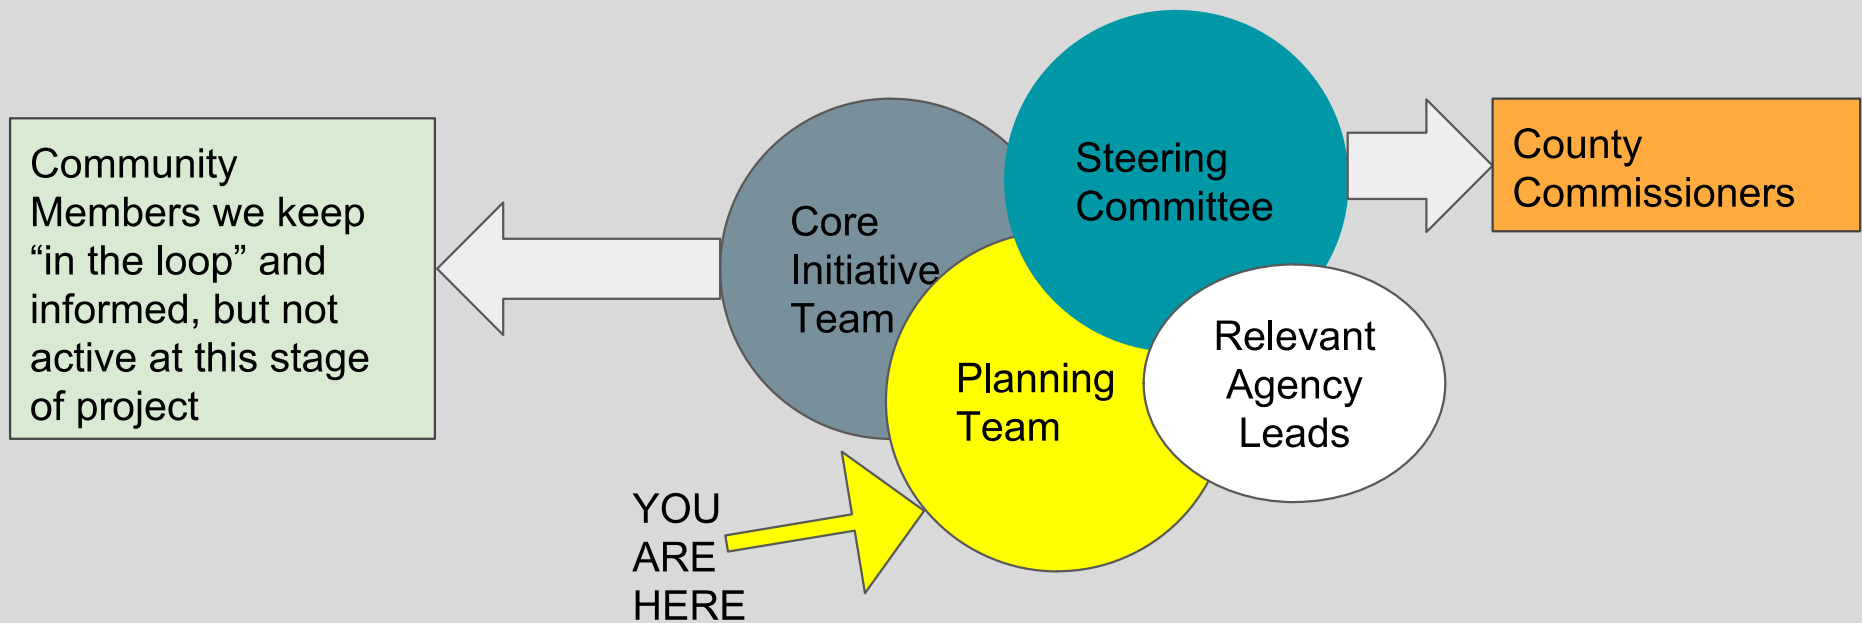 Community
Members we keep
“in the loop” and
informed, but not
active at this stage
of project
Core
Initiative
Team
Steering
Committee
County
Commissioners
Planning
Team
Relevant
Agency
Leads
YOU
ARE
HERE